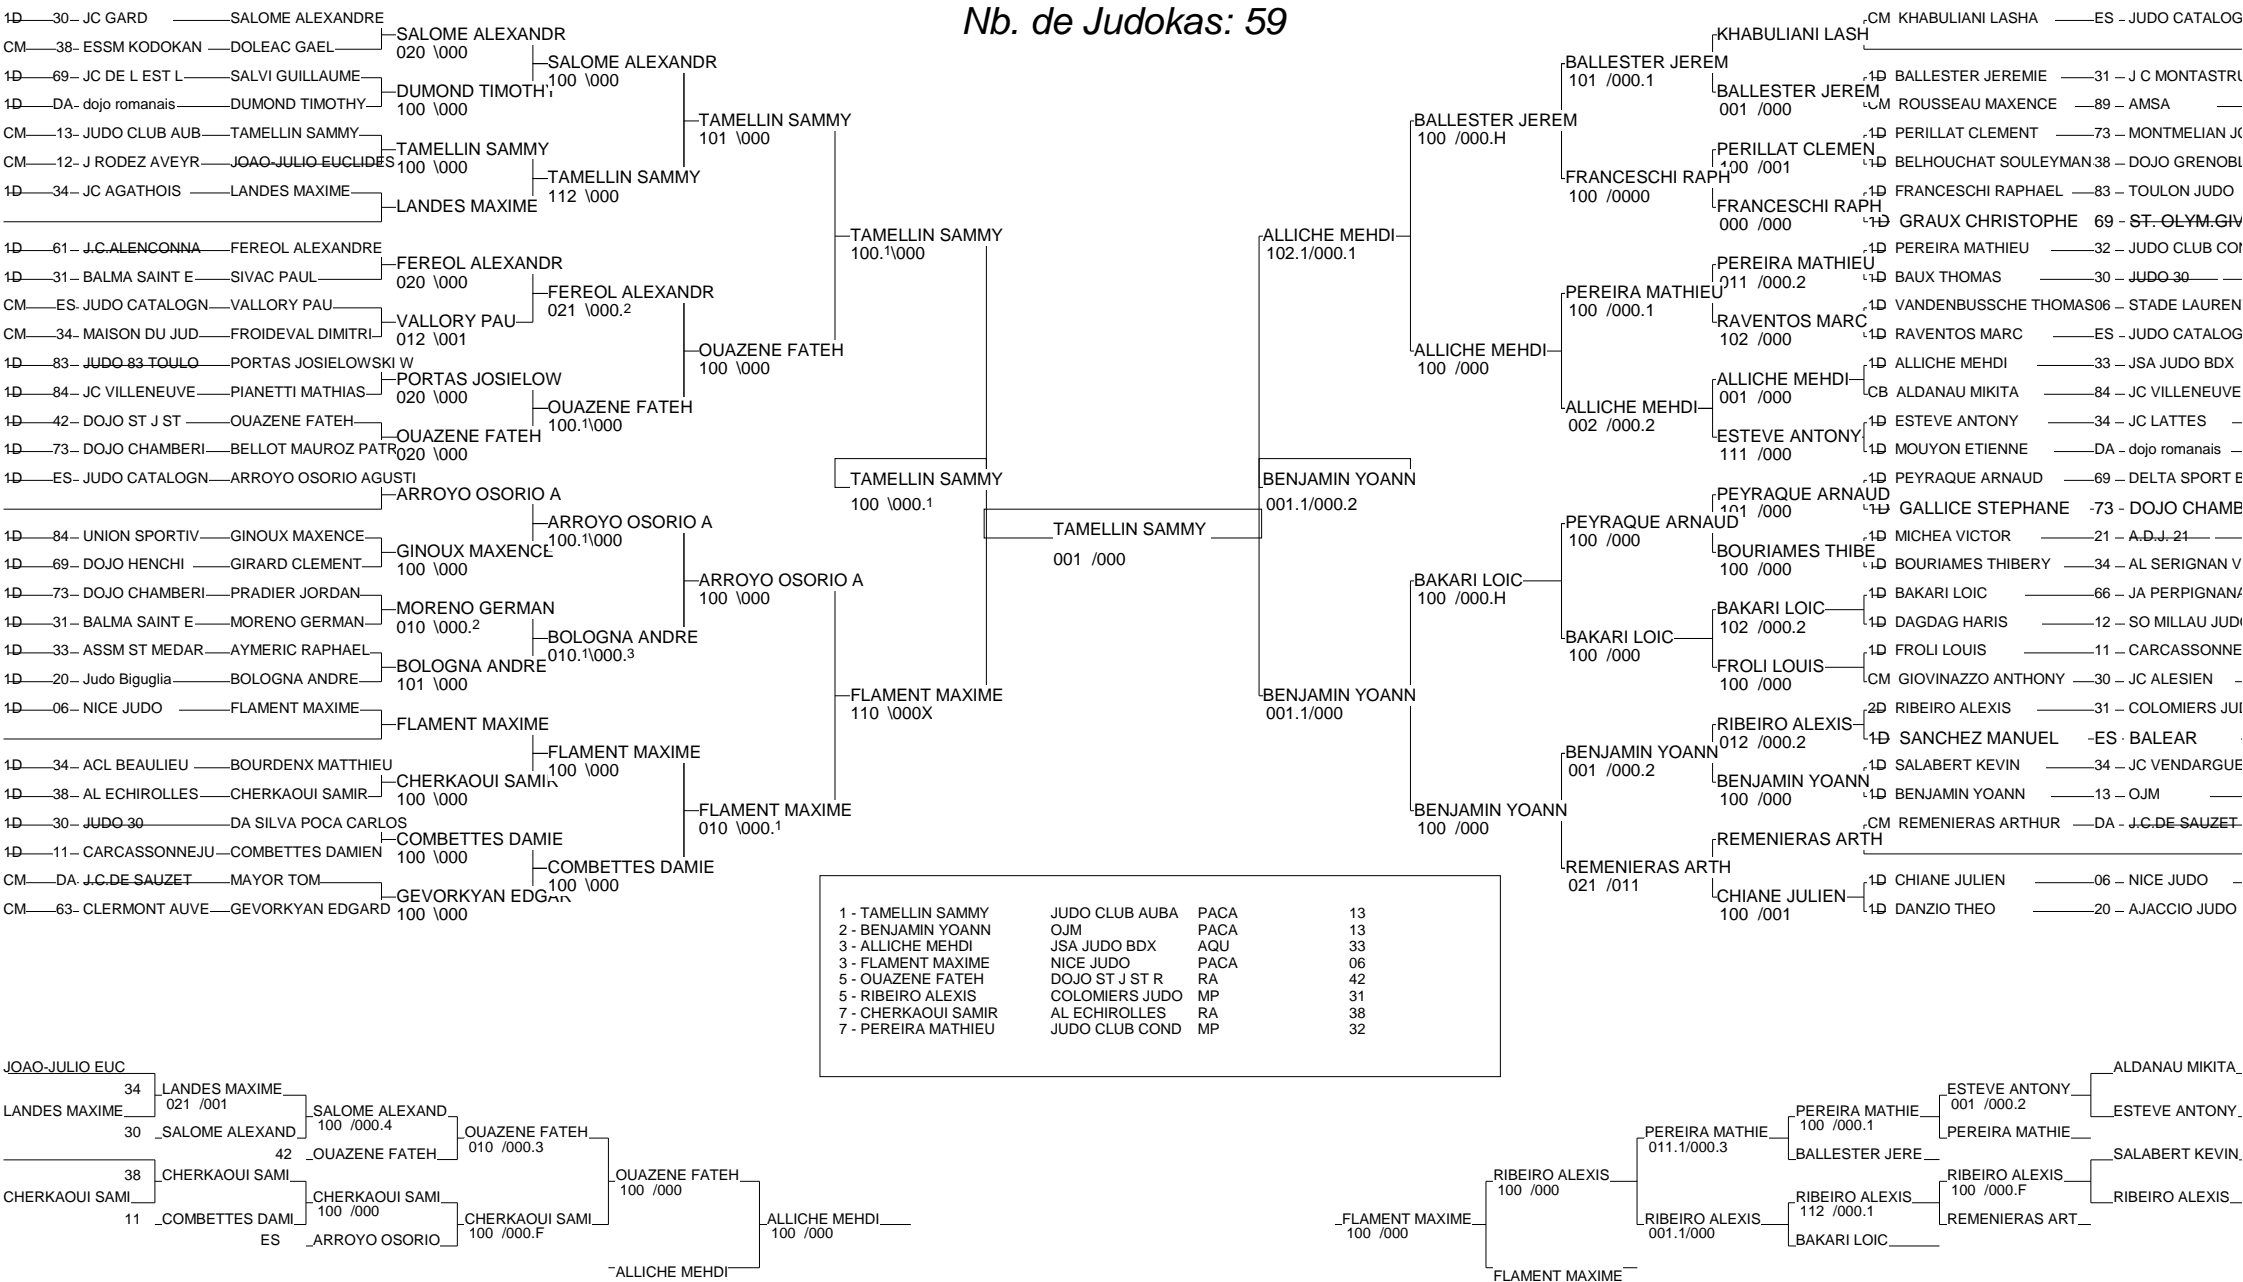 Nb. de Judokas: 59
1D 30 – JC GARD SALOME ALEXANDRE
CM 38 – ESSM KODOKAN DOLEAC GAEL
1D 69 – JC DE L EST L SALVI GUILLAUME
1D DA - dojo romanais DUMOND TIMOTHY
CM 13 – JUDO CLUB AUB TAMELLIN SAMMY
CM 12 – J RODEZ AVEYR JOAO-JULIO EUCLIDES
1D 34 – JC AGATHOIS LANDES MAXIME
1D 61 – J.C.ALENCONNA FEREOL ALEXANDRE
1D 31 – BALMA SAINT E SIVAC PAUL
CM ES - JUDO CATALOGN VALLORY PAU
CM 34 – MAISON DU JUD FROIDEVAL DIMITRI
1D 83 – JUDO 83 TOULO PORTAS JOSIELOWSKI W
1D 84 – JC VILLENEUVE PIANETTI MATHIAS
1D 42 – DOJO ST J ST OUAZENE FATEH
1D 73 – DOJO CHAMBERI BELLOT MAUROZ PATR
1D ES - JUDO CATALOGN ARROYO OSORIO AGUSTI
1D 84 – UNION SPORTIV GINOUX MAXENCE
1D 69 – DOJO HENCHI GIRARD CLEMENT
1D 73 – DOJO CHAMBERI PRADIER JORDAN
1D 31 – BALMA SAINT E MORENO GERMAN
1D 33 – ASSM ST MEDAR AYMERIC RAPHAEL
1D 20 – Judo Biguglia BOLOGNA ANDRE
1D 06 – NICE JUDO FLAMENT MAXIME
1D 34 – ACL BEAULIEU BOURDENX MATTHIEU
1D 38 – AL ECHIROLLES CHERKAOUI SAMIR
1D 30 – JUDO 30 DA SILVA POCA CARLOS
1D 11 – CARCASSONNEJU COMBETTES DAMIEN
CM DA - J.C.DE SAUZET MAYOR TOM
CM 63 – CLERMONT AUVE GEVORKYAN EDGARD
SALOME ALEXANDR
020 \000
DUMOND TIMOTHY
100 \000
TAMELLIN SAMMY
100 \000
LANDES MAXIME
FEREOL ALEXANDR
020 \000
VALLORY PAU
012 \001
PORTAS JOSIELOW
020 \000
OUAZENE FATEH
020 \000
ARROYO OSORIO A
GINOUX MAXENCE
100 \000
MORENO GERMAN
010 \000.2
BOLOGNA ANDRE
101 \000
FLAMENT MAXIME
CHERKAOUI SAMIR
100 \000
COMBETTES DAMIE
100 \000
GEVORKYAN EDGAR
100 \000
SALOME ALEXANDR
100 \000
TAMELLIN SAMMY
112 \000
FEREOL ALEXANDR
021 \000.2
OUAZENE FATEH
100.1\000
ARROYO OSORIO A
100.1\000
BOLOGNA ANDRE
010.1\000.3
FLAMENT MAXIME
100 \000
COMBETTES DAMIE
100 \000
TAMELLIN SAMMY
101 \000
OUAZENE FATEH
100 \000
ARROYO OSORIO A
100 \000
FLAMENT MAXIME
010 \000.1
TAMELLIN SAMMY
100.1\000
FLAMENT MAXIME
110 \000X
TAMELLIN SAMMY
100 \000.1
TAMELLIN SAMMY
001 /000
BENJAMIN YOANN
001.1/000.2
ALLICHE MEHDI
102.1/000.1
BENJAMIN YOANN
001.1/000
BALLESTER JEREM
100 /000.H
ALLICHE MEHDI
100 /000
BAKARI LOIC
100 /000.H
BENJAMIN YOANN
100 /000
BALLESTER JEREM
101 /000.1
FRANCESCHI RAPH
100 /0000
PEREIRA MATHIEU
100 /000.1
ALLICHE MEHDI
002 /000.2
PEYRAQUE ARNAUD
100 /000
BAKARI LOIC
100 /000
BENJAMIN YOANN
001 /000.2
REMENIERAS ARTH
021 /011
KHABULIANI LASH
BALLESTER JEREM
001 /000
PERILLAT CLEMEN
100 /001
FRANCESCHI RAPH
000 /000
PEREIRA MATHIEU
011 /000.2
RAVENTOS MARC
102 /000
ALLICHE MEHDI
001 /000
ESTEVE ANTONY
111 /000
PEYRAQUE ARNAUD
101 /000
BOURIAMES THIBE
100 /000
BAKARI LOIC
102 /000.2
FROLI LOUIS
100 /000
RIBEIRO ALEXIS
012 /000.2
BENJAMIN YOANN
100 /000
REMENIERAS ARTH
CHIANE JULIEN
100 /001
CM KHABULIANI LASHA ES – JUDO CATALOG
1D BALLESTER JEREMIE 31 – J C MONTASTRU
CM ROUSSEAU MAXENCE 89 – AMSA
1D PERILLAT CLEMENT 73 – MONTMELIAN JO
1D BELHOUCHAT SOULEYMAN 38 – DOJO GRENOBL
1D FRANCESCHI RAPHAEL 83 – TOULON JUDO
1D GRAUX CHRISTOPHE 69 – ST. OLYM.GIV
1D PEREIRA MATHIEU 32 – JUDO CLUB CON
1D BAUX THOMAS 30 – JUDO 30
1D VANDENBUSSCHE THOMAS 06 – STADE LAUREN
1D RAVENTOS MARC ES – JUDO CATALOG
1D ALLICHE MEHDI 33 – JSA JUDO BDX
CB ALDANAU MIKITA 84 – JC VILLENEUVE
1D ESTEVE ANTONY 34 – JC LATTES
1D MOUYON ETIENNE DA – dojo romanais
1D PEYRAQUE ARNAUD 69 – DELTA SPORT B
1D GALLICE STEPHANE 73 – DOJO CHAMB
1D MICHEA VICTOR 21 – A.D.J. 21
1D BOURIAMES THIBERY 34 – AL SERIGNAN V
1D BAKARI LOIC 66 – JA PERPIGNANA
1D DAGDAG HARIS 12 – SO MILLAU JUDO
1D FROLI LOUIS 11 – CARCASSONNE
CM GIOVINAZZO ANTHONY 30 – JC ALESIEN
2D RIBEIRO ALEXIS 31 – COLOMIERS JUD
1D SANCHEZ MANUEL ES - BALEAR
1D SALABERT KEVIN 34 – JC VENDARGUE
1D BENJAMIN YOANN 13 – OJM
CM REMENIERAS ARTHUR DA – J.C.DE SAUZET
1D CHIANE JULIEN 06 – NICE JUDO
1D DANZIO THEO 20 – AJACCIO JUDO
1 - TAMELLIN SAMMY JUDO CLUB AUBA PACA 13
2 - BENJAMIN YOANN OJM PACA 13
3 - ALLICHE MEHDI JSA JUDO BDX AQU 33
3 - FLAMENT MAXIME NICE JUDO PACA 06
5 - OUAZENE FATEH DOJO ST J ST R RA 42
5 - RIBEIRO ALEXIS COLOMIERS JUDO MP 31
7 - CHERKAOUI SAMIR AL ECHIROLLES RA 38
7 - PEREIRA MATHIEU JUDO CLUB COND MP 32
JOAO-JULIO EUC
34 LANDES MAXIME
021 /001
LANDES MAXIME
30 SALOME ALEXAND
SALOME ALEXAND
100 /000.4
42 OUAZENE FATEH
OUAZENE FATEH
010 /000.3
38 CHERKAOUI SAMI
CHERKAOUI SAMI
11 COMBETTES DAMI
CHERKAOUI SAMI
100 /000
ES ARROYO OSORIO
CHERKAOUI SAMI
100 /000.F
OUAZENE FATEH
100 /000
ALLICHE MEHDI
100 /000
ALLICHE MEHDI
FLAMENT MAXIME
100 /000
FLAMENT MAXIME
RIBEIRO ALEXIS
100 /000
PEREIRA MATHIE
011.1/000.3
RIBEIRO ALEXIS
001.1/000
PEREIRA MATHIE
100 /000.1
BALLESTER JERE
RIBEIRO ALEXIS
112 /000.1
BAKARI LOIC
ESTEVE ANTONY
001 /000.2
PEREIRA MATHIE
RIBEIRO ALEXIS
100 /000.F
REMENIERAS ART
ALDANAU MIKITA
ESTEVE ANTONY
SALABERT KEVIN
RIBEIRO ALEXIS